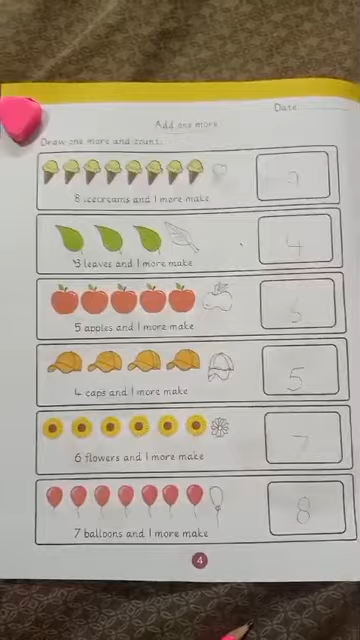 Date
Add one more
Draw one more and count.
8 icecreams and 1 more make
9
3 leaves and 1 more make
4
5 apples and 1 more make
6
4 caps and 1 more make
5
6 flowers and 1 more make
7
7 balloons and 1 more make
8
4